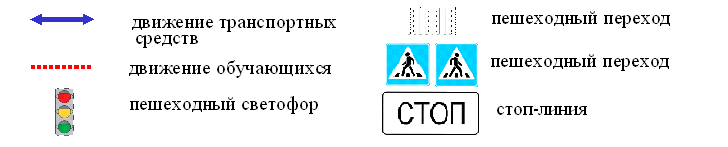 движение транспортных
средств
движение обучающихся
пешеходный светофор
пешеходный переход
пешеходный переход
СТОП
стоп-линия